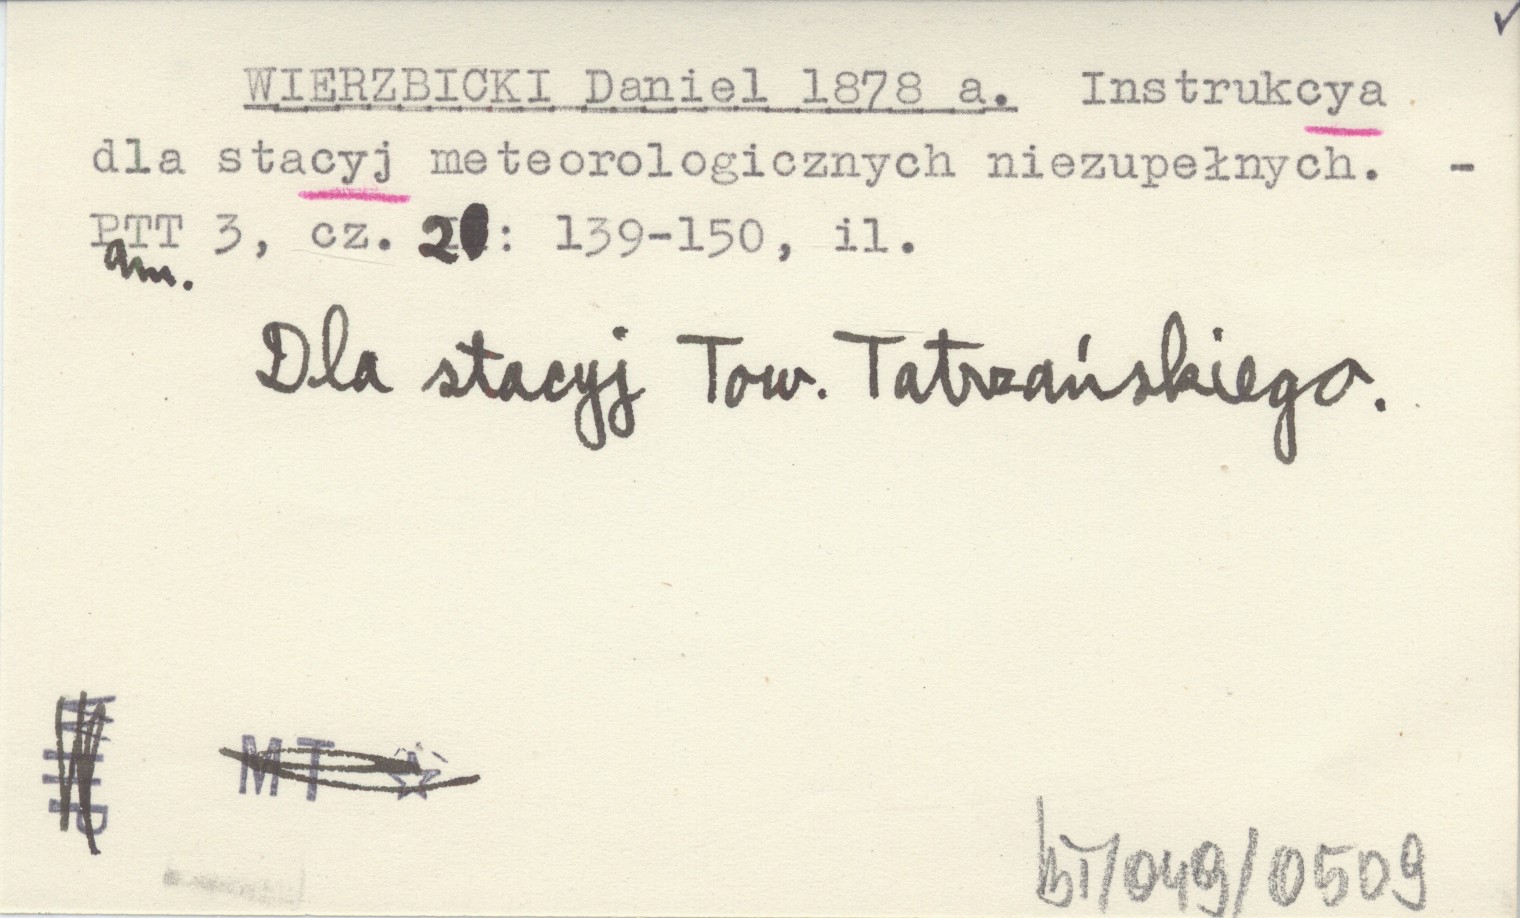 WIERZBICKI Daniel 1878 a. Instrukcya
dla stacyj meteorologicznych niezupełnych. -
PTT 3, cz. 2: 139-150, il.
am.
Dla stacyj Tow. Tatrzańskiego.
MT
/049/0509